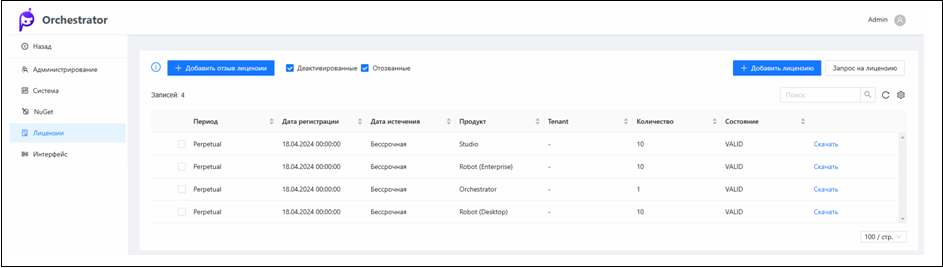 Orchestrator
Admin
Назад
Администрирование
Система
NuGet
Лицензии
Интерфейс
+ Добавить отзыв лицензии Деактивированные Отозванные + Добавить лицензию Запрос на лицензию
Записей: 4 Поиск
Период Дата регистрации Дата истечения Продукт Tenant Количество Состояние
Perpetual 18.04.2024 00:00:00 Бессрочная Studio - 10 VALID Скачать
Perpetual 18.04.2024 00:00:00 Бессрочная Robot (Enterprise) - 10 VALID Скачать
Perpetual 18.04.2024 00:00:00 Бессрочная Orchestrator - 1 VALID Скачать
Perpetual 18.04.2024 00:00:00 Бессрочная Robot (Desktop) - 10 VALID Скачать
100 / стр.